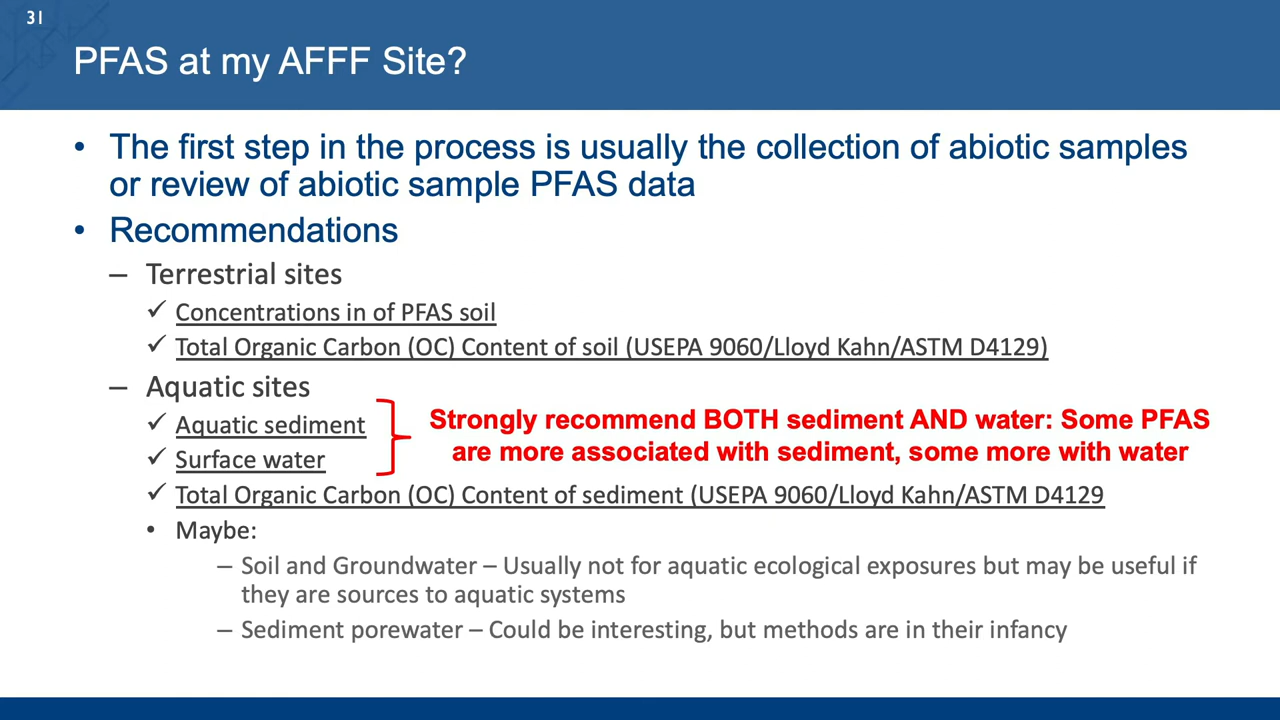 31
PFAS at my AFFF Site?
• The first step in the process is usually the collection of abiotic samples
or review of abiotic sample PFAS data
• Recommendations
– Terrestrial sites
✓ Concentrations in of PFAS soil
✓ Total Organic Carbon (OC) Content of soil (USEPA 9060/Lloyd Kahn/ASTM D4129)
– Aquatic sites
✓ Aquatic sediment
✓ Surface water
Strongly recommend BOTH sediment AND water: Some PFAS
are more associated with sediment, some more with water
✓ Total Organic Carbon (OC) Content of sediment (USEPA 9060/Lloyd Kahn/ASTM D4129
• Maybe:
– Soil and Groundwater – Usually not for aquatic ecological exposures but may be useful if
they are sources to aquatic systems
– Sediment porewater – Could be interesting, but methods are in their infancy